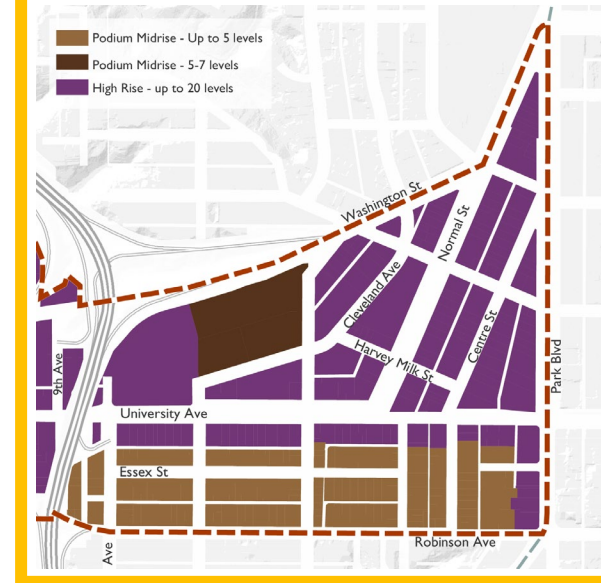 Podium Midrise - Up to 5 levels
Podium Midrise - 5-7 levels
High Rise - up to 20 levels
Washington St
Normal St
Cleveland Ave
Centre St
Harvey Milk St
Park Blvd
9th Ave
University Ave
Essex St
Robinson Ave
Ave